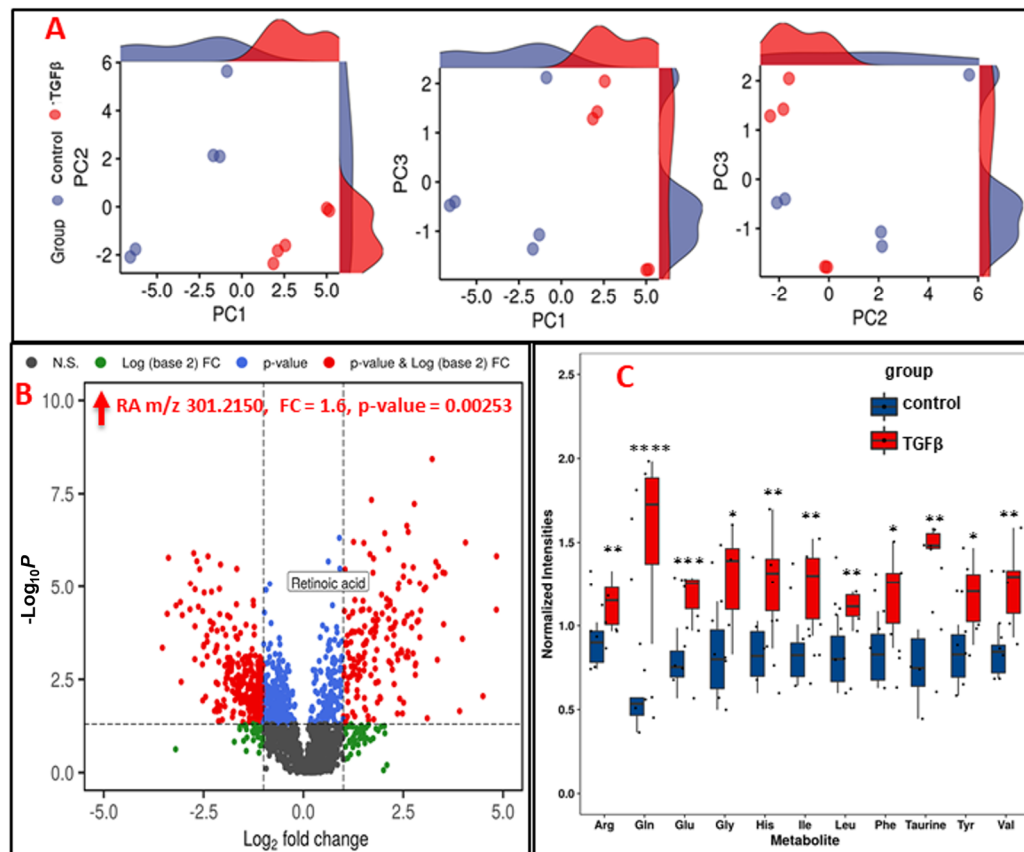 A
Group Control TGFβ
PC2
6
4
2
0
-2
-5.0 -2.5 0.0 2.5 5.0
PC1
PC3
2
1
0
-1
-5.0 -2.5 0.0 2.5 5.0
PC1
PC3
2
1
0
-1
-2 0 2 4 6
PC2
N.S. Log (base 2) FC p-value p-value & Log (base 2) FC
B
RA m/z 301.2150, FC = 1.6, p-value = 0.00253
-Log10P
10.0
7.5
5.0
2.5
0.0
Retinoic acid
-5.0 -2.5 0.0 2.5 5.0
Log2 fold change
C
group
control
TGFβ
Normalized Intensities
2.5
2.0
1.5
1.0
0.5
0.0
** **** *** * ** ** ** * ** * **
Arg Gln Glu Gly His Ile Leu Phe Taurine Tyr Val
Metabolite